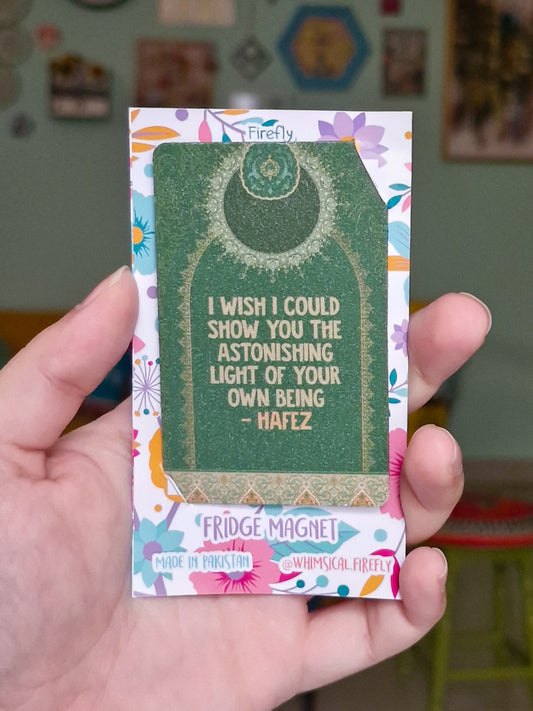 Firefly
I WISH I COULD
SHOW YOU THE
ASTONISHING
LIGHT OF YOUR
OWN BEING
- HAFEZ
FRIDGE MAGNET
MADE IN PAKISTAN
@WHIMSICAL.FIREFLY